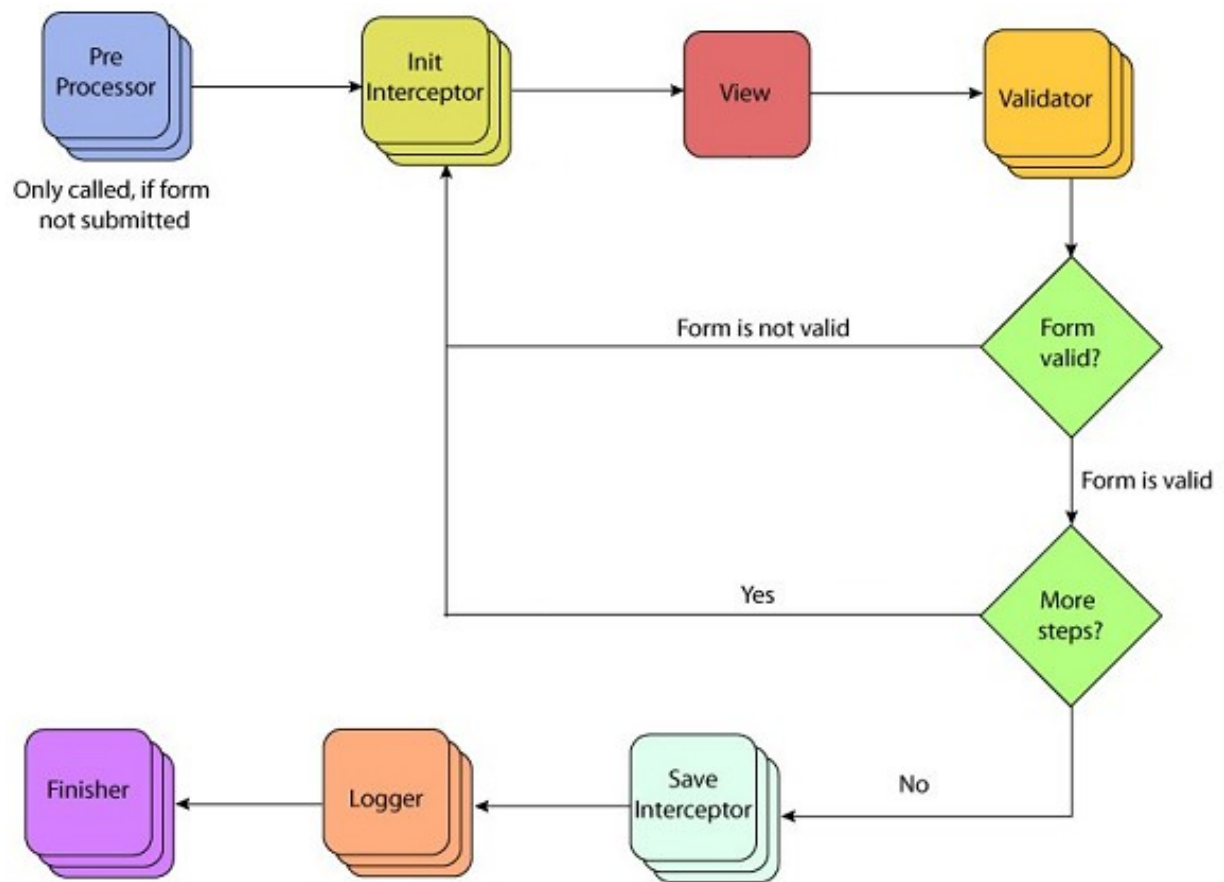 Pre
Processor
Init
Interceptor
View
Validator
Only called, if form
not submitted
Form is not valid
Form
valid?
Form is valid
Yes
More
steps?
Finisher
Logger
Save
Interceptor
No